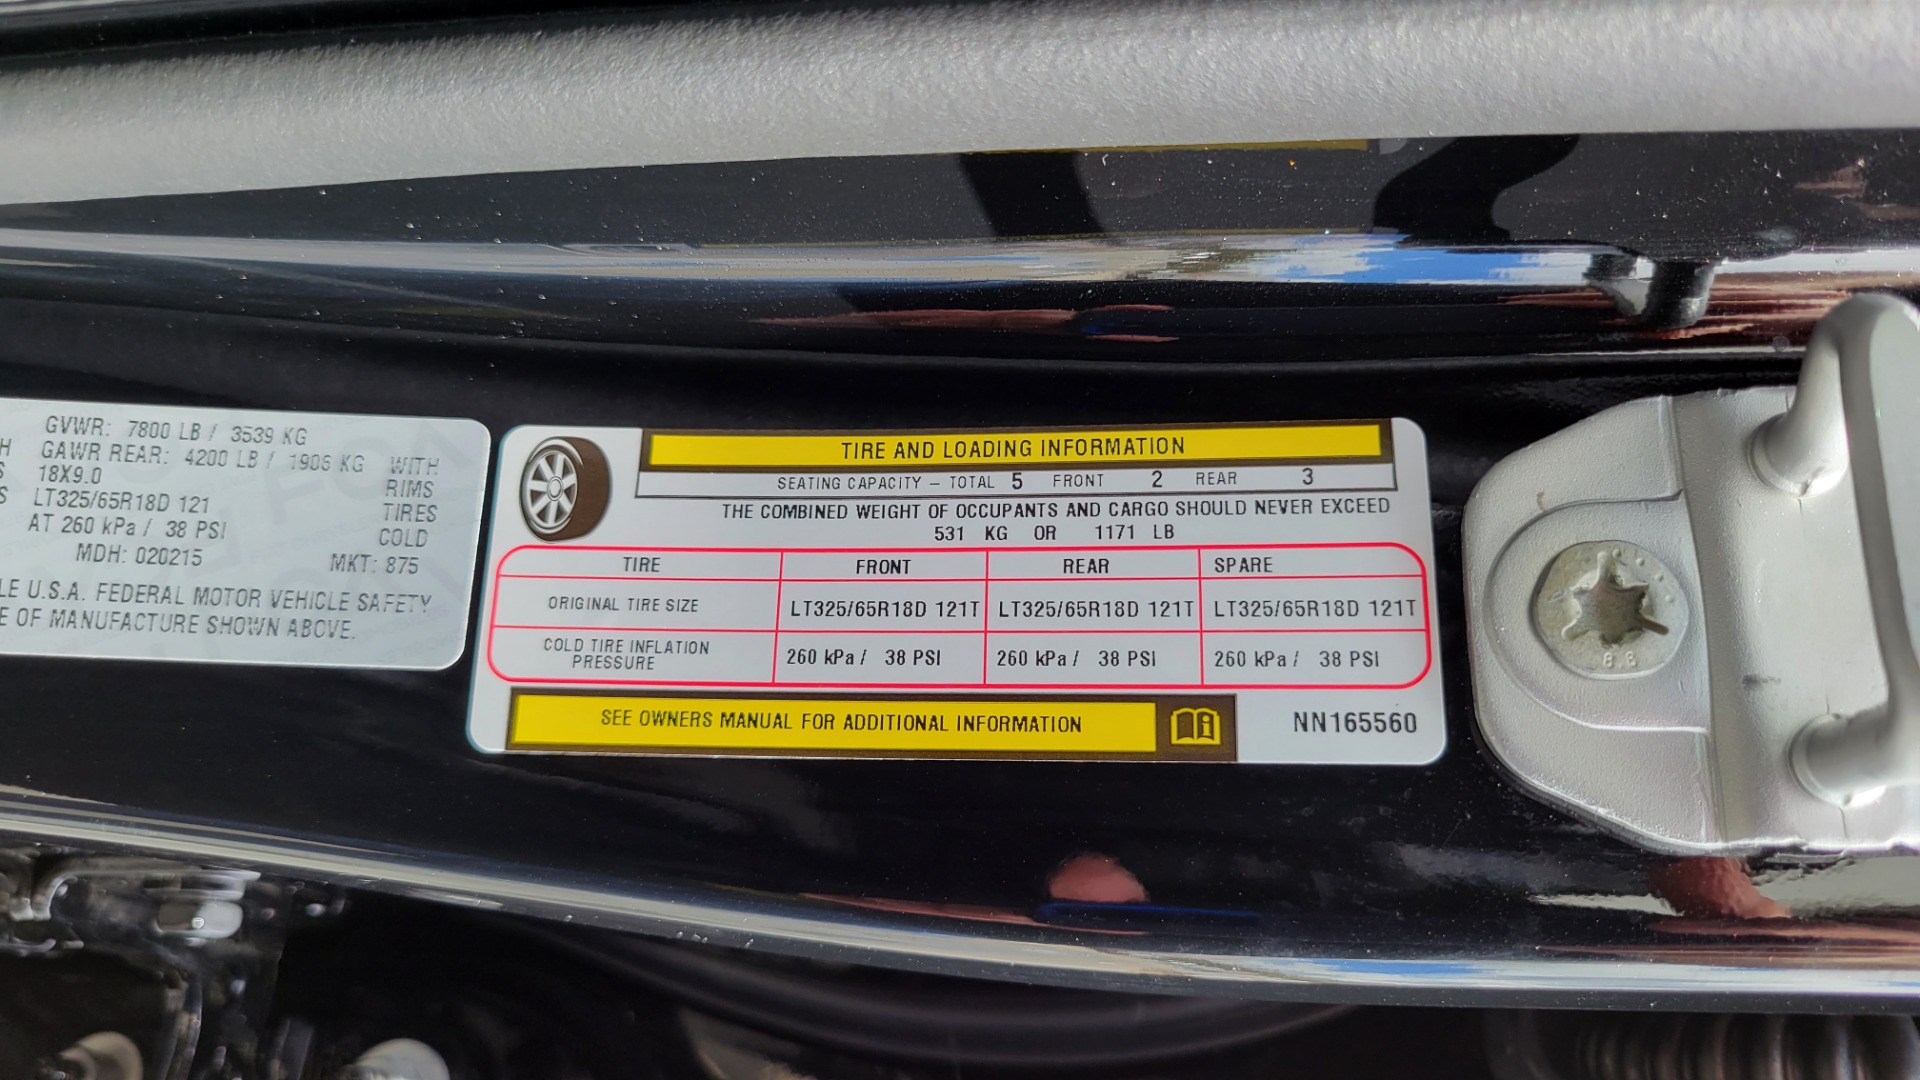 GVWR: 7800 LB / 3539 KG
H GAWR REAR: 4200 LB / 1906 KG WITH
S 18X9.0 RIMS
S LT325/65R18D 121 TIRES
AT 260 kPa / 38 PSI COLD
MDH: 020215 MKT: 875
LE U.S.A. FEDERAL MOTOR VEHICLE SAFETY
E OF MANUFACTURE SHOWN ABOVE.
TIRE AND LOADING INFORMATION
SEATING CAPACITY – TOTAL 5 FRONT 2 REAR 3
THE COMBINED WEIGHT OF OCCUPANTS AND CARGO SHOULD NEVER EXCEED
531 KG OR 1171 LB
TIRE FRONT REAR SPARE
ORIGINAL TIRE SIZE LT325/65R18D 121T LT325/65R18D 121T LT325/65R18D 121T
COLD TIRE INFLATION
PRESSURE 260 kPa / 38 PSI 260 kPa / 38 PSI 260 kPa / 38 PSI
SEE OWNERS MANUAL FOR ADDITIONAL INFORMATION
NN165560
8.8